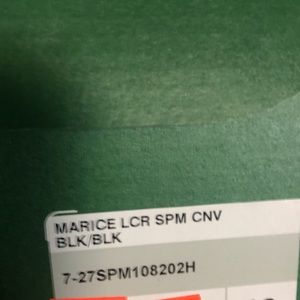 MARICE LCR SPM CNV
BLK/BLK
7-27SPM108202H